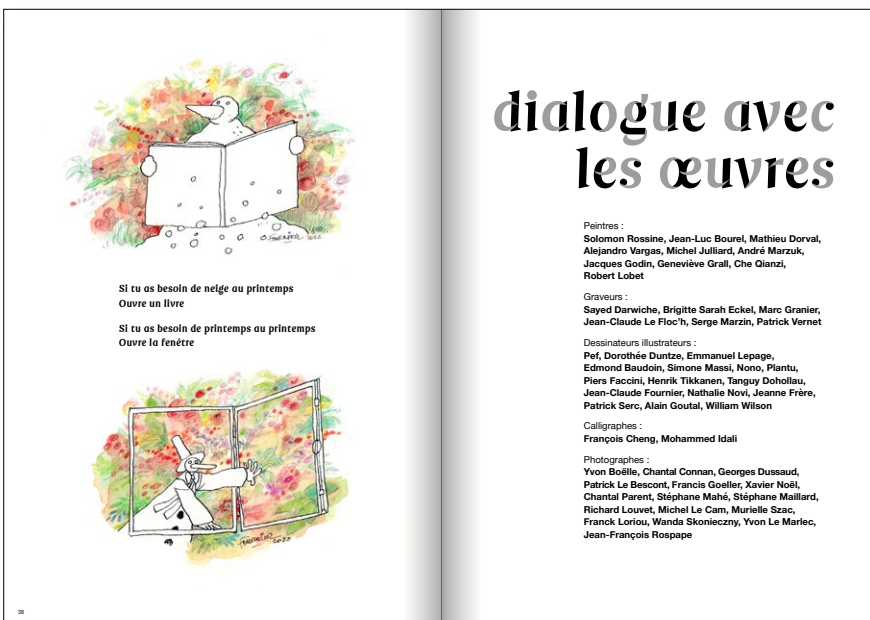 Fournier 2022
Si tu as besoin de neige au printemps
Ouvre un livre
Si tu as besoin de printemps au printemps
Ouvre la fenêtre
Fournier
2022
38
dialogue avec
les œuvres
Peintres :
Solomon Rossine, Jean-Luc Bourel, Mathieu Dorval,
Alejandro Vargas, Michel Julliard, André Marzuk,
Jacques Godin, Geneviève Grall, Che Qianzi,
Robert Lobet
Graveurs :
Sayed Darwiche, Brigitte Sarah Eckel, Marc Granier,
Jean-Claude Le Floc'h, Serge Marzin, Patrick Vernet
Dessinateurs illustrateurs :
Pef, Dorothée Duntze, Emmanuel Lepage,
Edmond Baudoin, Simone Massi, Nono, Plantu,
Piers Faccini, Henrik Tikkanen, Tanguy Dohollau,
Jean-Claude Fournier, Nathalie Novi, Jeanne Frère,
Patrick Serc, Alain Goutal, William Wilson
Calligraphes :
François Cheng, Mohammed Idali
Photographes :
Yvon Boëlle, Chantal Connan, Georges Dussaud,
Patrick Le Bescont, Francis Goeller, Xavier Noël,
Chantal Parent, Stéphane Mahé, Stéphane Maillard,
Richard Louvet, Michel Le Cam, Murielle Szac,
Franck Loriou, Wanda Skonieczny, Yvon Le Marlec,
Jean-François Rospape